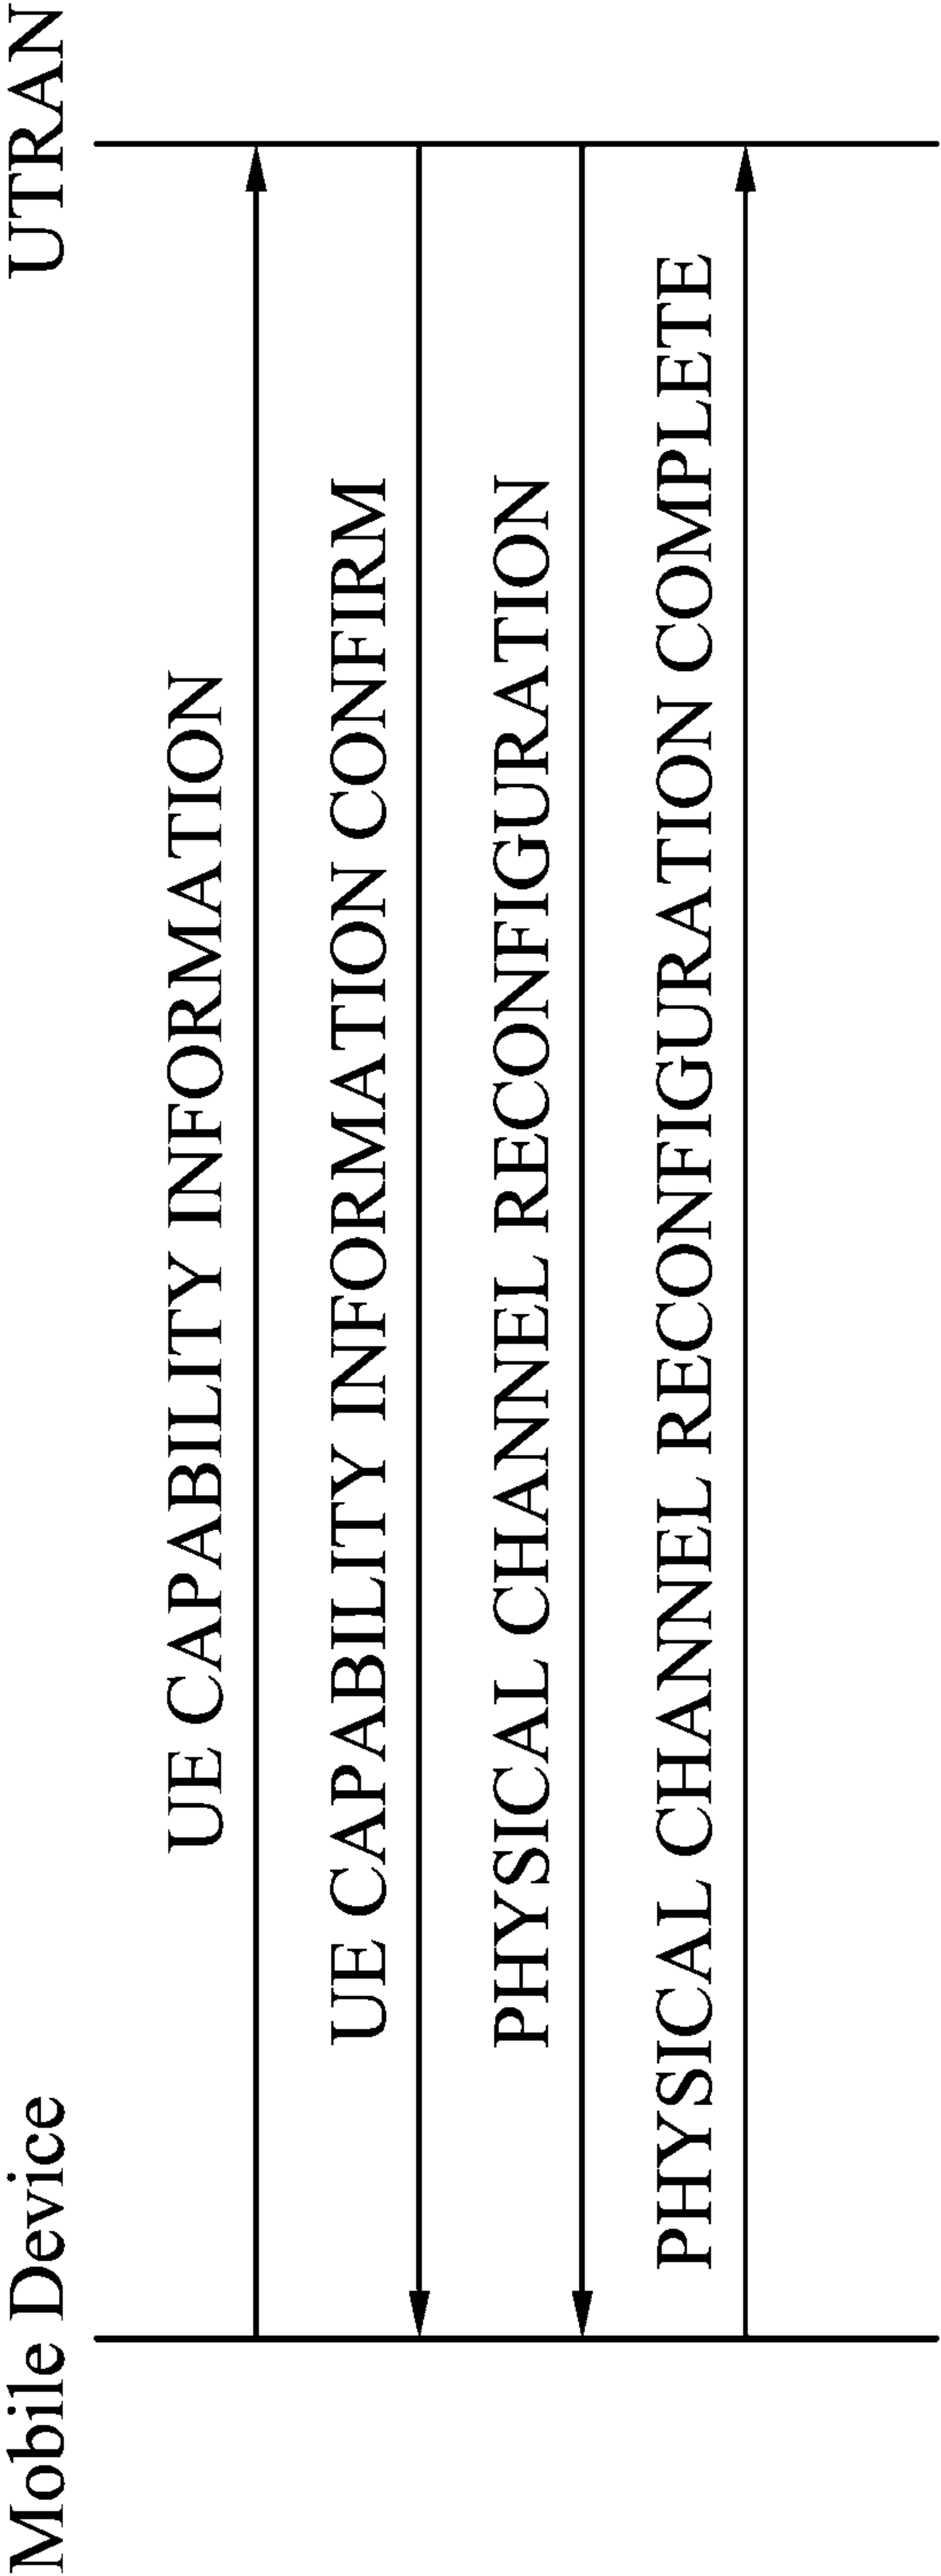 Mobile Device
UTRAN
UE CAPABILITY INFORMATION
UE CAPABILITY INFORMATION CONFIRM
PHYSICAL CHANNEL RECONFIGURATION
PHYSICAL CHANNEL RECONFIGURATION COMPLETE